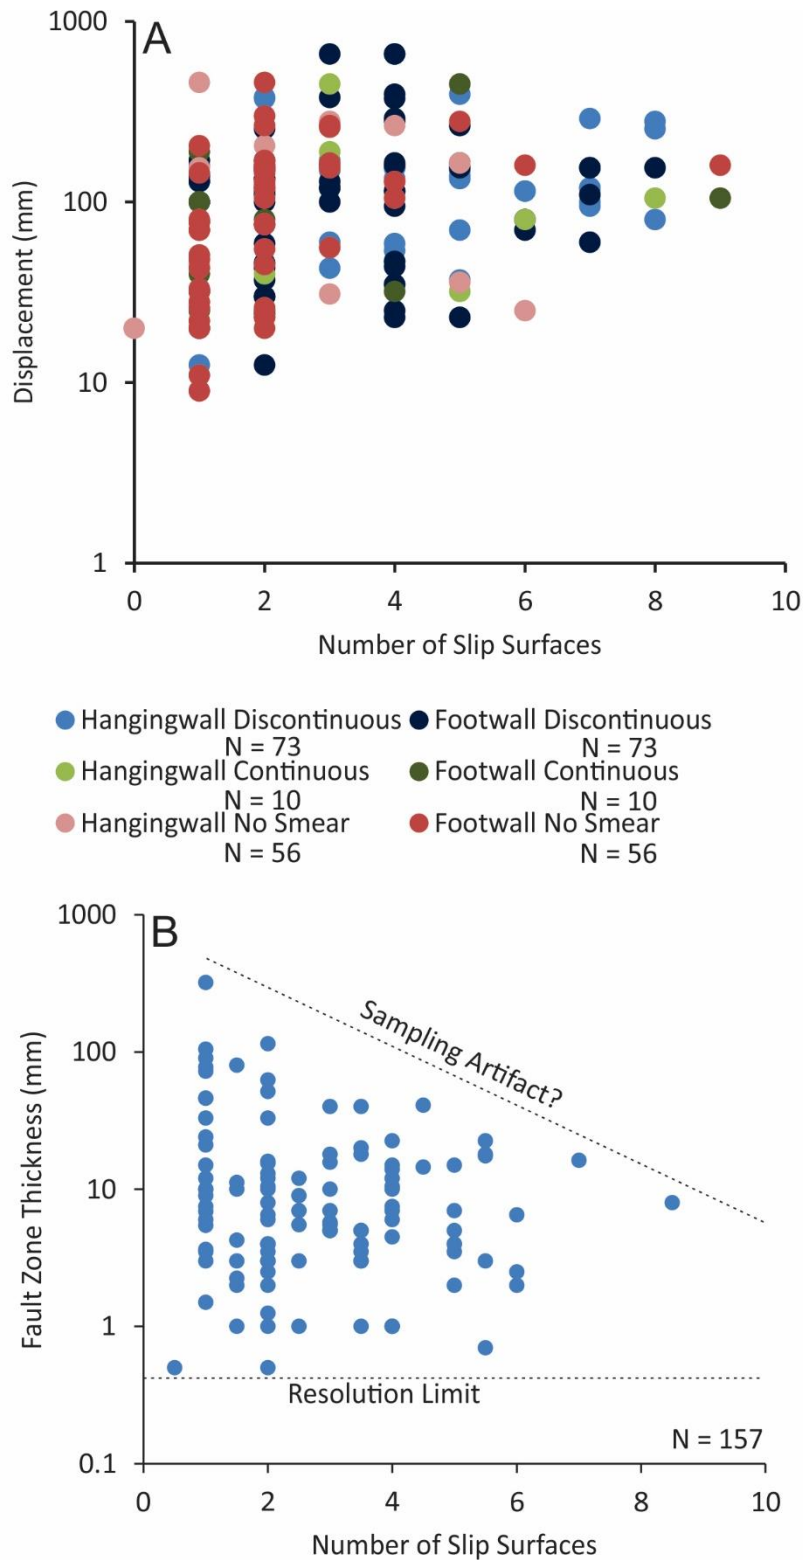 A
1000
100
10
1
Displacement (mm)
0 2 4 6 8 10
Number of Slip Surfaces
Hangingwall Discontinuous Footwall Discontinuous
N = 73 N = 73
Hangingwall Continuous Footwall Continuous
N = 10 N = 10
Hangingwall No Smear Footwall No Smear
N = 56 N = 56
B
1000
100
10
1
0.1
Fault Zone Thickness (mm)
Sampling Artifact?
Resolution Limit
N = 157
0 2 4 6 8 10
Number of Slip Surfaces